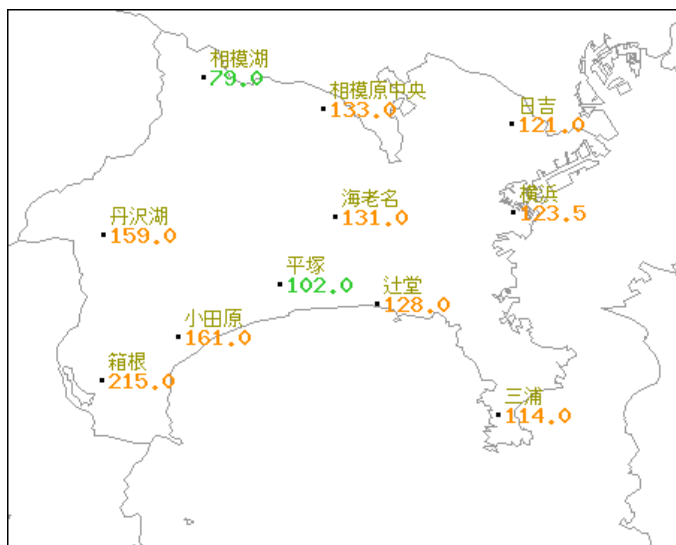 相模湖
79.0
相模原中央
133.0
日吉
121.0
海老名
131.0
横浜
123.5
丹沢湖
159.0
平塚
102.0
辻堂
128.0
小田原
161.0
箱根
215.0
三浦
114.0